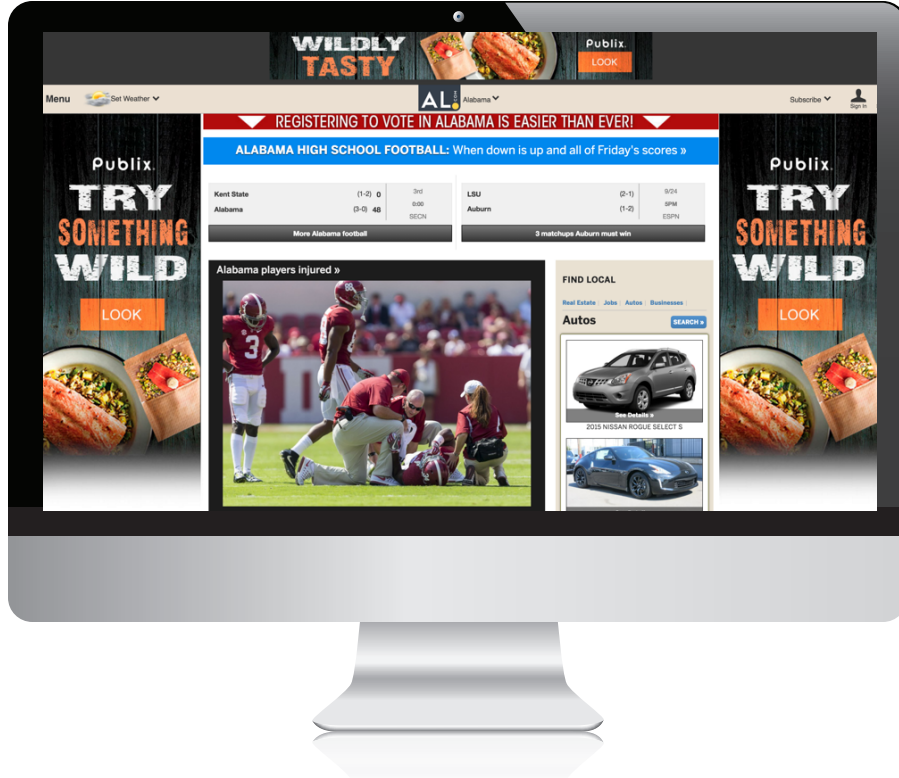 WILDLY
TASTY
Publix.
LOOK
Menu
Set Weather
AL.COM
Alabama
Subscribe
Sign In
REGISTERING TO VOTE IN ALABAMA IS EASIER THAN EVER!
ALABAMA HIGH SCHOOL FOOTBALL: When down is up and all of Friday's scores »
Publix.
TRY
SOMETHING
WILD
LOOK
Kent State (1-2) 0 3rd
Alabama (3-0) 48 0:00
SECN
More Alabama football
LSU (2-1) 9/24
Auburn (1-2) 5PM
ESPN
3 matchups Auburn must win
Alabama players injured »
3
FIND LOCAL
Real Estate | Jobs | Autos | Businesses |
Autos SEARCH »
See Details »
2015 NISSAN ROGUE SELECT S
Publix.
TRY
SOMETHING
WILD
LOOK